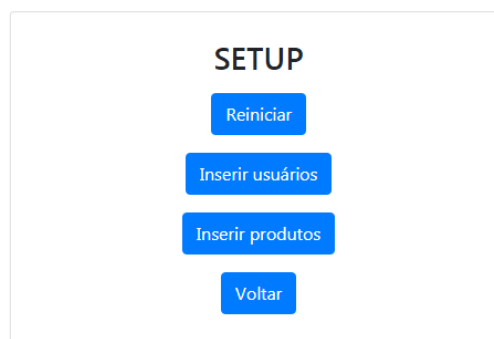 SETUP
Reiniciar
Inserir usuários
Inserir produtos
Voltar